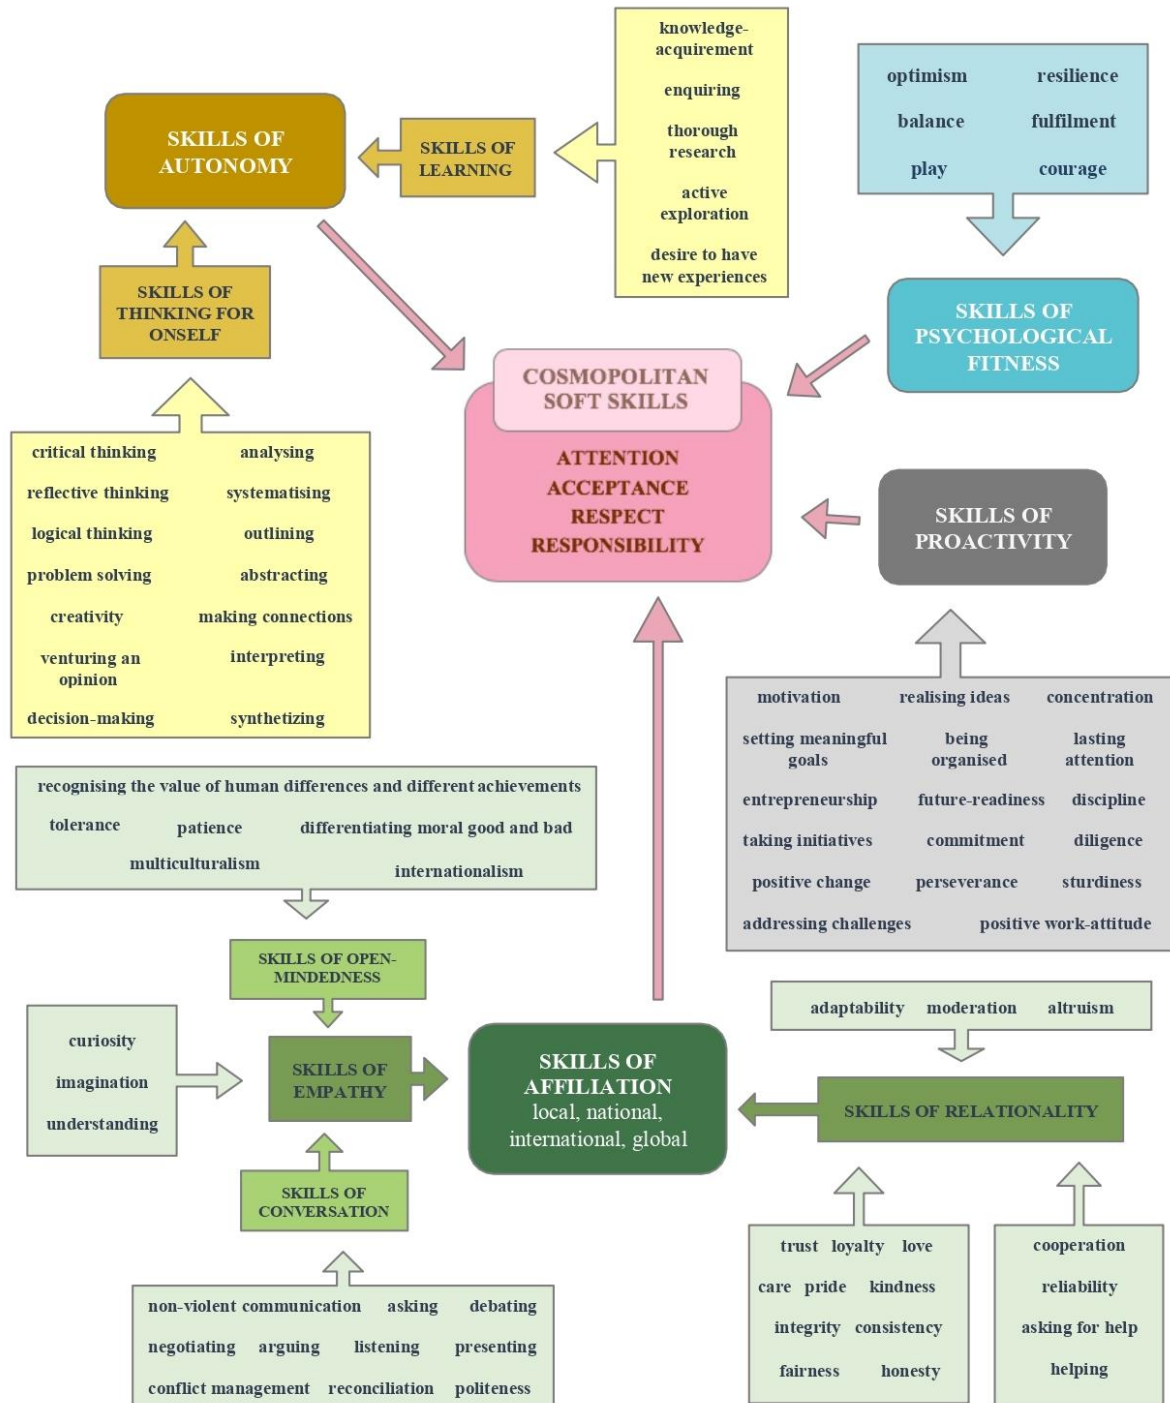 SKILLS OF
AUTONOMY
SKILLS OF
LEARNING
knowledge-
acquirement
enquiring
thorough
research
active
exploration
desire to have
new experiences
optimism resilience
balance fulfilment
play courage
SKILLS OF
THINKING FOR
ONSELF
SKILLS OF
PSYCHOLOGICAL
FITNESS
COSMOPOLITAN
SOFT SKILLS
ATTENTION
ACCEPTANCE
RESPECT
RESPONSIBILITY
critical thinking analysing
reflective thinking systematising
logical thinking outlining
problem solving abstracting
creativity making connections
venturing an interpreting
opinion
decision-making synthetizing
SKILLS OF
PROACTIVITY
motivation realising ideas concentration
setting meaningful being lasting
goals organised attention
entrepreneurship future-readiness discipline
taking initiatives commitment diligence
positive change perseverance sturdiness
addressing challenges positive work-attitude
recognising the value of human differences and different achievements
tolerance patience differentiating moral good and bad
multiculturalism internationalism
SKILLS OF OPEN-
MINDEDNESS
curiosity
imagination
understanding
SKILLS OF
EMPATHY
SKILLS OF
AFFILIATION
local, national,
international, global
adaptability moderation altruism
SKILLS OF RELATIONALITY
SKILLS OF
CONVERSATION
non-violent communication asking debating
negotiating arguing listening presenting
conflict management reconciliation politeness
trust loyalty love
care pride kindness
integrity consistency
fairness honesty
cooperation
reliability
asking for help
helping